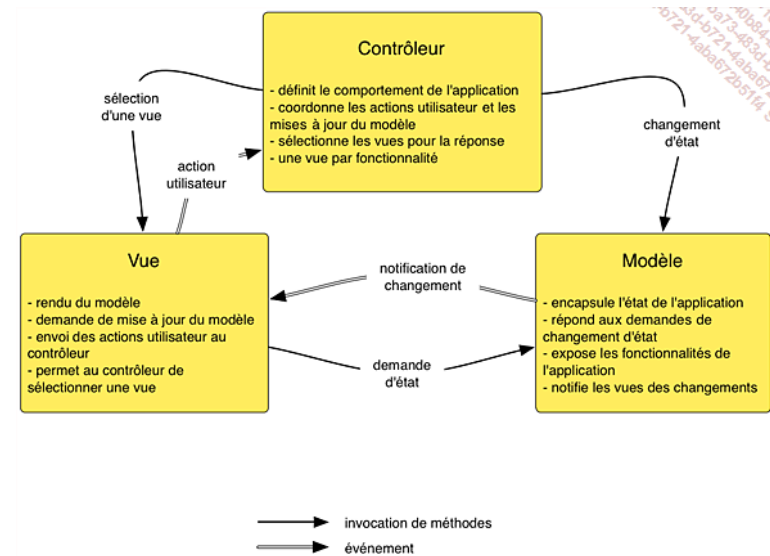 Contrôleur
- définit le comportement de l'application
- coordonne les actions utilisateur et les
mises à jour du modèle
- sélectionne les vues pour la réponse
- une vue par fonctionnalité
sélection
d'une vue
action
utilisateur
changement
d'état
Vue
- rendu du modèle
- demande de mise à jour du modèle
- envoi des actions utilisateur au
contrôleur
- permet au contrôleur de
sélectionner une vue
notification de
changement
demande
d'état
Modèle
- encapsule l'état de l'application
- répond aux demandes de
changement d'état
- expose les fonctionnalités de
l'application
- notifie les vues des changements
invocation de méthodes
événement